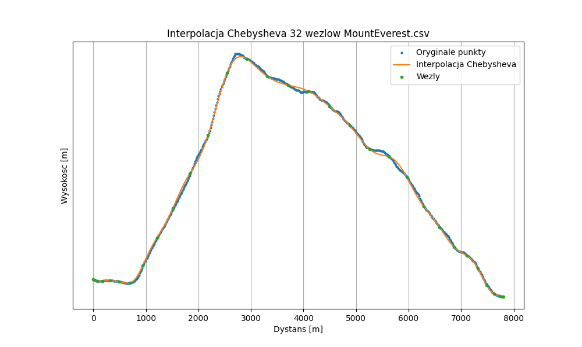 Interpolacja Chebysheva 32 wezlow MountEverest.csv
Oryginalne punkty
Interpolacja Chebysheva
Wezly
Wysokosc [m]
0 1000 2000 3000 4000 5000 6000 7000 8000
Dystans [m]